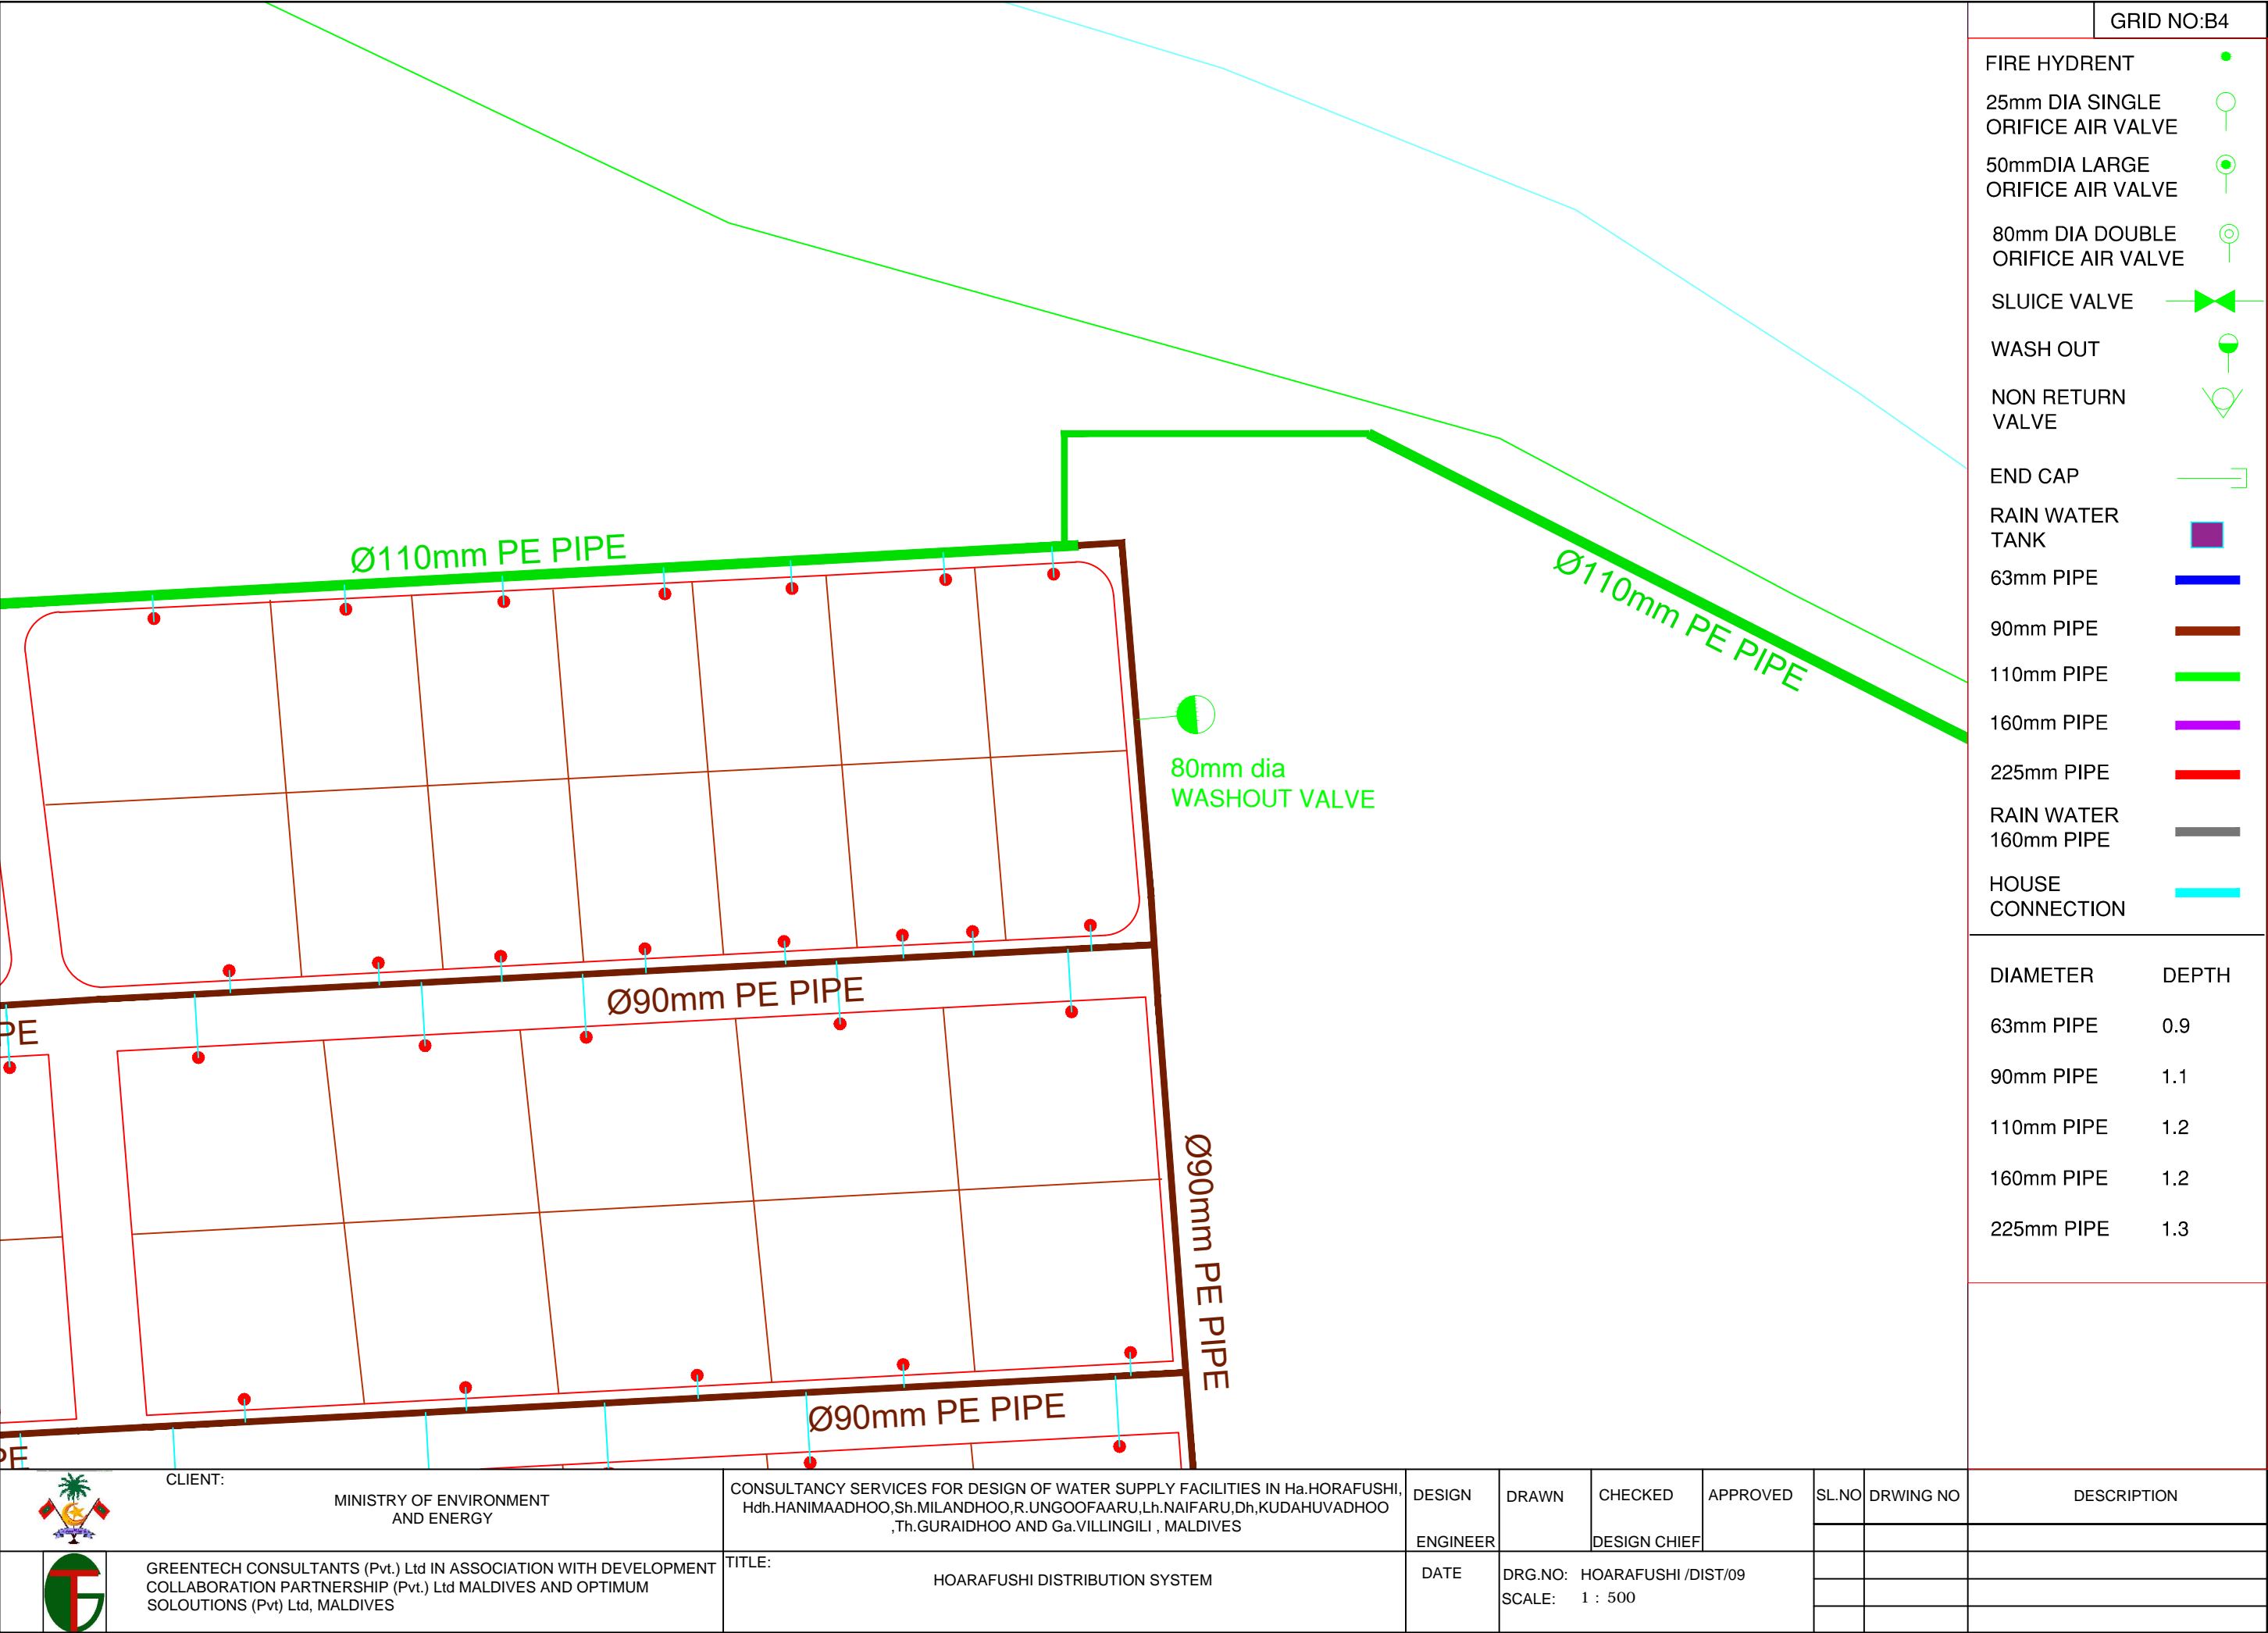 GRID NO:B4
FIRE HYDRENT
25mm DIA SINGLE
ORIFICE AIR VALVE
50mmDIA LARGE
ORIFICE AIR VALVE
80mm DIA DOUBLE
ORIFICE AIR VALVE
SLUICE VALVE
WASH OUT
NON RETURN
VALVE
END CAP
RAIN WATER
TANK
63mm PIPE
90mm PIPE
110mm PIPE
160mm PIPE
225mm PIPE
RAIN WATER
160mm PIPE
HOUSE
CONNECTION
DIAMETER DEPTH
63mm PIPE 0.9
90mm PIPE 1.1
110mm PIPE 1.2
160mm PIPE 1.2
225mm PIPE 1.3
Ø110mm PE PIPE
Ø110mm PE PIPE
80mm dia
WASHOUT VALVE
Ø90mm PE PIPE
PE
Ø90mm PE PIPE
Ø90mm PE PIPE
PE
CLIENT:
MINISTRY OF ENVIRONMENT
AND ENERGY
GREENTECH CONSULTANTS (Pvt.) Ltd IN ASSOCIATION WITH DEVELOPMENT
COLLABORATION PARTNERSHIP (Pvt.) Ltd MALDIVES AND OPTIMUM
SOLOUTIONS (Pvt) Ltd, MALDIVES
CONSULTANCY SERVICES FOR DESIGN OF WATER SUPPLY FACILITIES IN Ha.HORAFUSHI,
Hdh.HANIMAADHOO,Sh.MILANDHOO,R.UNGOOFAARU,Lh.NAIFARU,Dh,KUDAHUVADHOO
,Th.GURAIDHOO AND Ga.VILLINGILI , MALDIVES
TITLE:
HOARAFUSHI DISTRIBUTION SYSTEM
DESIGN
ENGINEER
DRAWN
CHECKED
DESIGN CHIEF
APPROVED
DATE
DRG.NO: HOARAFUSHI /DIST/09
SCALE: 1 : 500
SL.NO DRWING NO DESCRIPTION